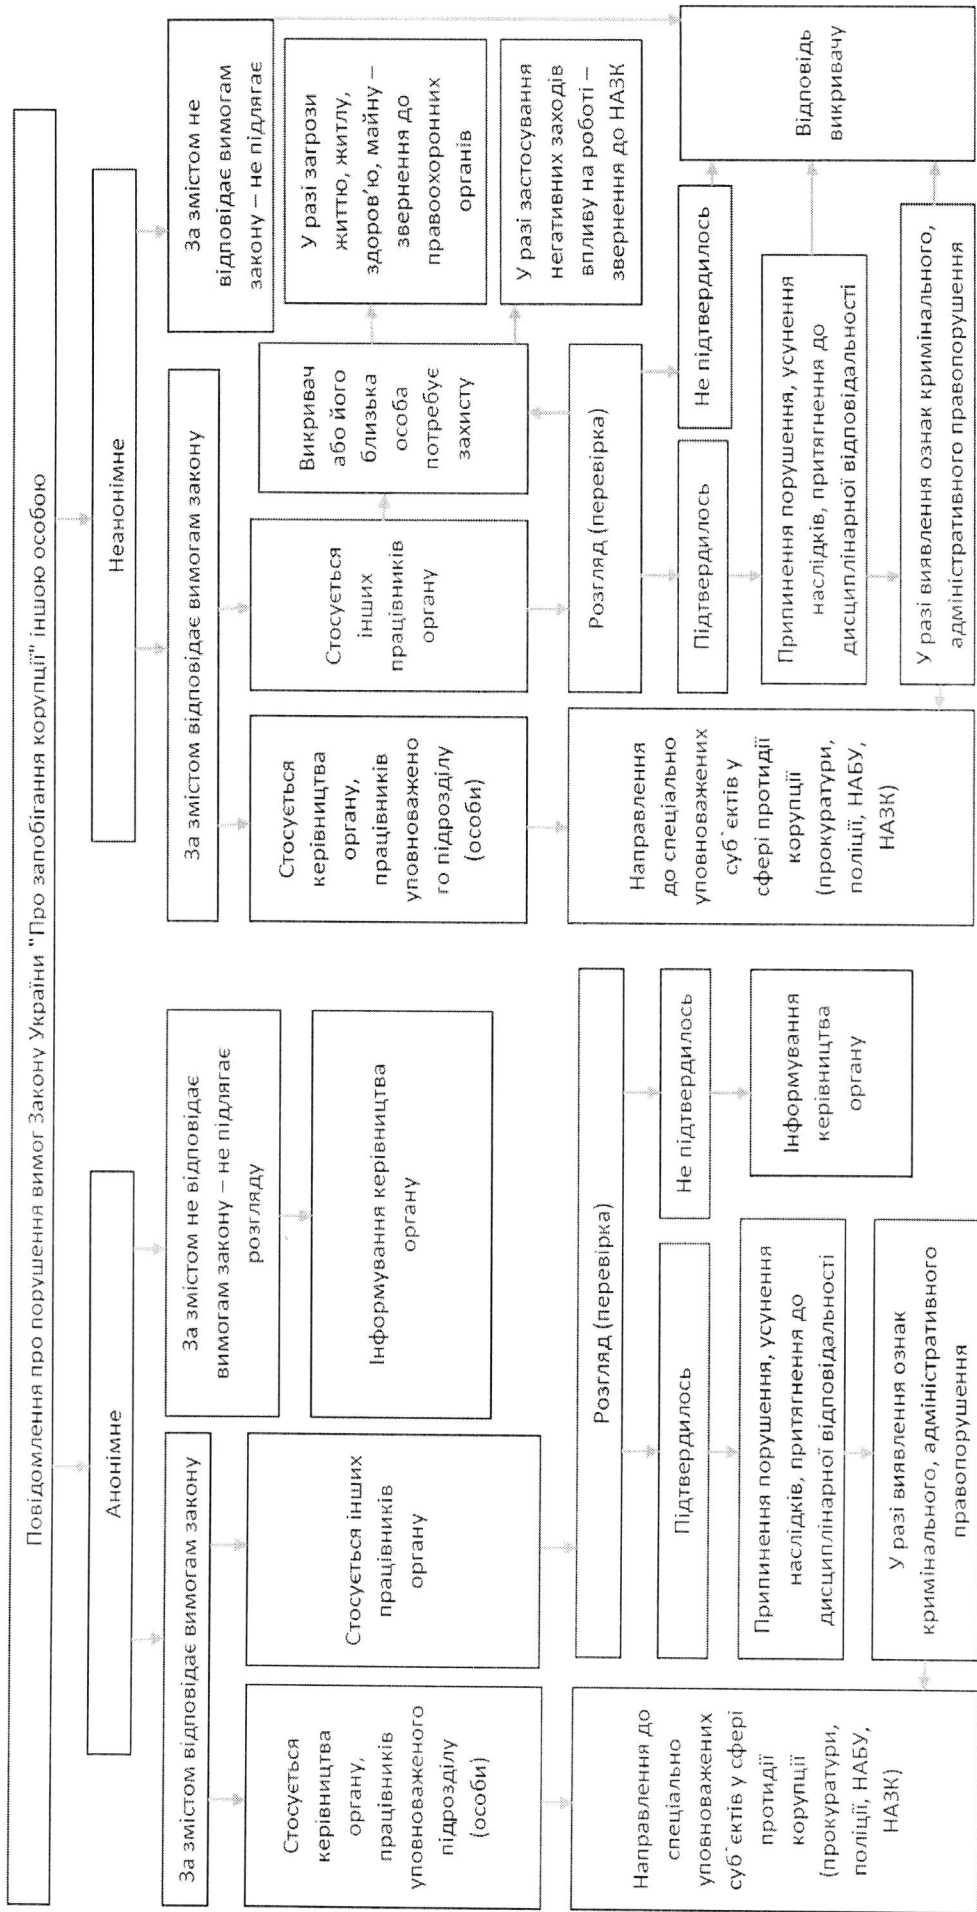 Повідомлення про порушення вимог Закону України "Про запобігання корупції" іншою особою
Анонімне
За змістом відповідає вимогам закону
Стосується
керівництва
органу,
працівників
уповноваженого
підрозділу
(особи)
Стосується інших
працівників
органу
За змістом не відповідає
вимогам закону – не підлягає
розгляду
Інформування керівництва
органу
Розгляд (перевірка)
Підтвердилось
Не підтвердилось
Припинення порушення, усунення
наслідків, притягнення до
дисциплінарної відповідальності
Інформування
керівництва
органу
У разі виявлення ознак
кримінального, адміністративного
правопорушення
Направлення до
спеціально
уповноважених
суб`єктів у сфері
протидії
корупції
(прокуратури,
поліції, НАБУ,
НАЗК)
Неанонімне
За змістом відповідає вимогам закону
Стосується
керівництва
органу,
працівників
уповноважено
го підрозділу
(особи)
Стосується
інших
працівників
органу
Викривач
або його
близька
особа
потребує
захисту
За змістом не
відповідає вимогам
закону – не підлягає
У разі загрози
життю, житлу,
здоров’ю, майну –
звернення до
правоохоронних
органів
У разі застосування
негативних заходів
впливу на роботі –
звернення до НАЗК
Розгляд (перевірка)
Підтвердилось
Не підтвердилось
Припинення порушення, усунення
наслідків, притягнення до
дисциплінарної відповідальності
У разі виявлення ознак кримінального,
адміністративного правопорушення
Направлення
до спеціально
уповноважених
суб`єктів у
сфері протидії
корупції
(прокуратури,
поліції, НАБУ,
НАЗК)
Відповідь
викривачу